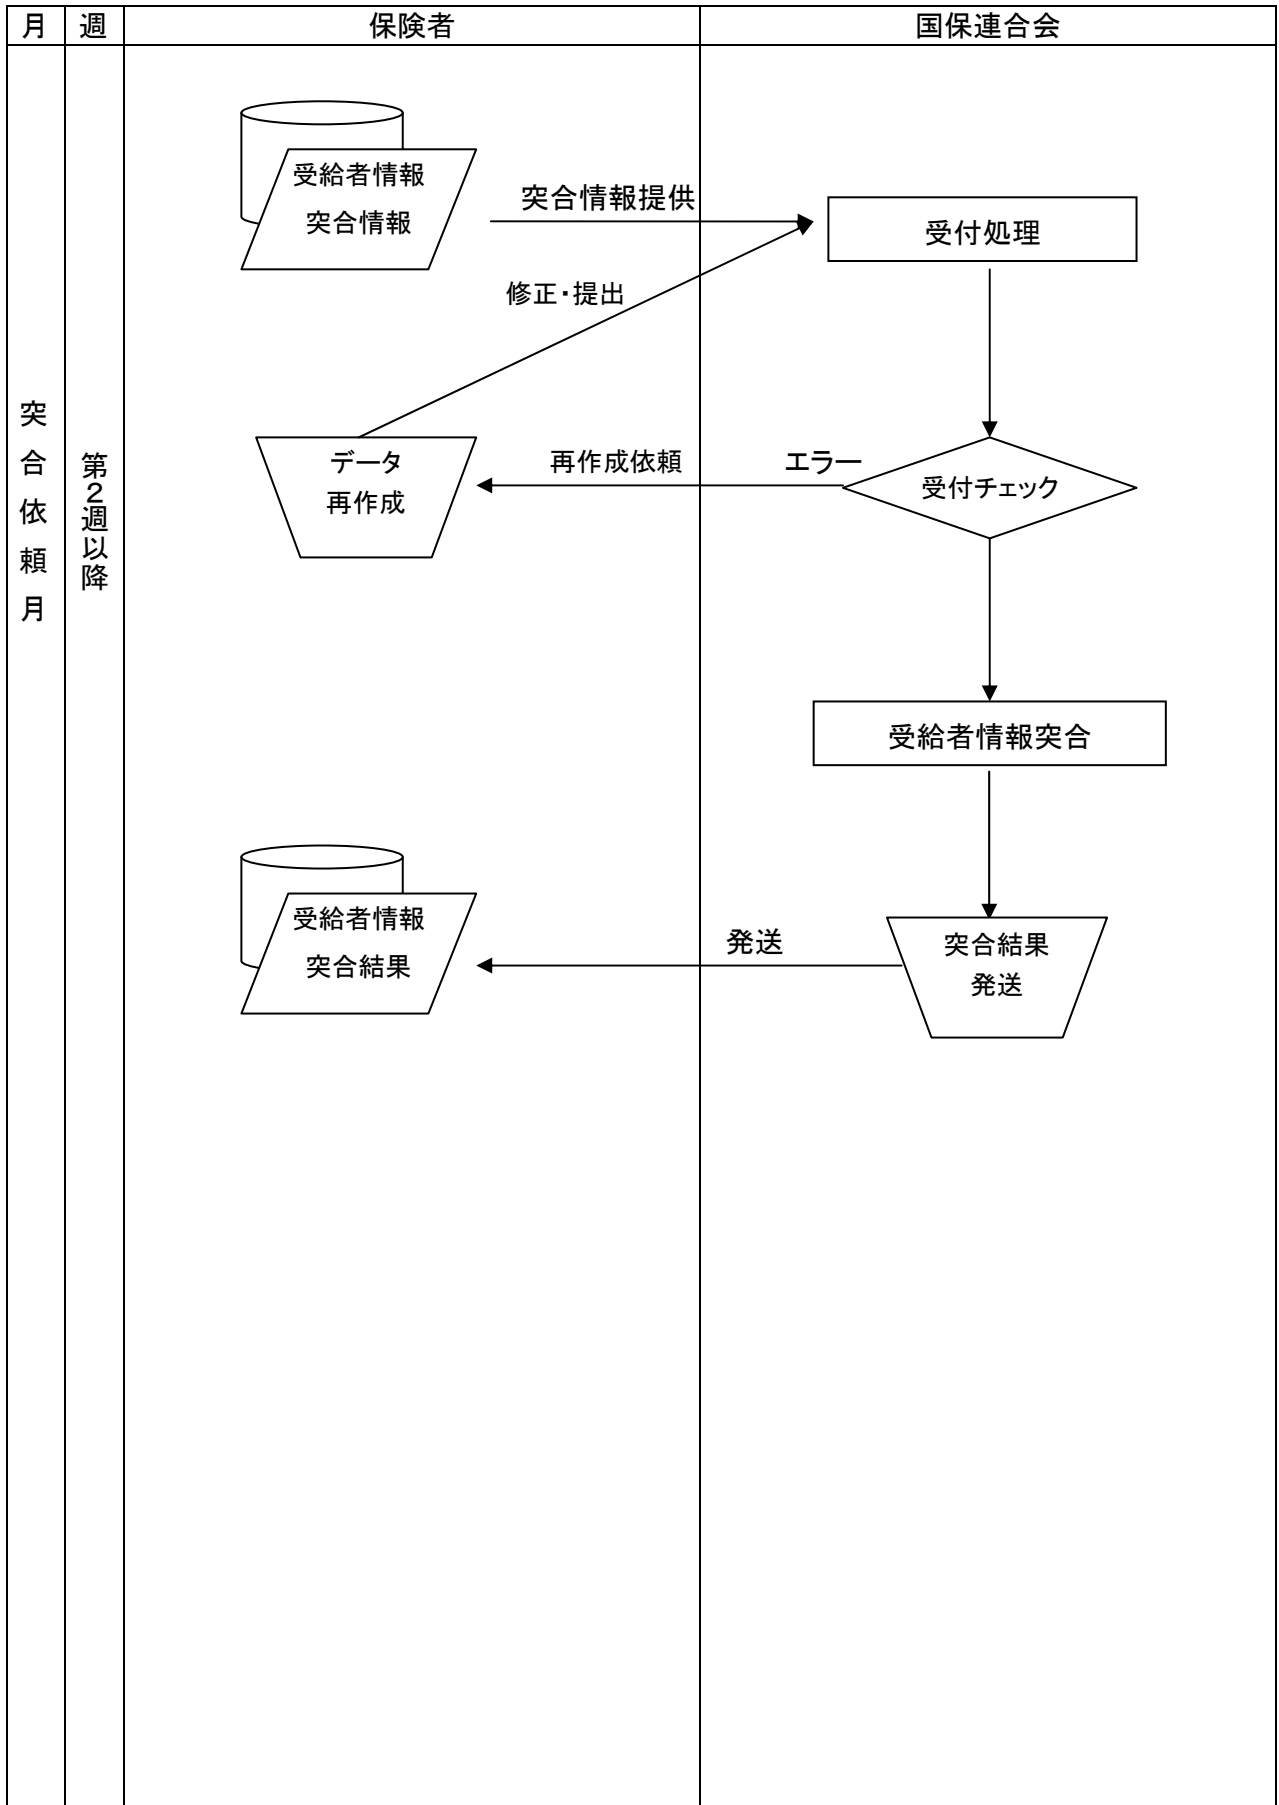 月 週 保険者 国保連合会
受給者情報
突合情報
突合情報提供
受付処理
修正・提出
突合依頼月
第2週以降
データ
再作成
再作成依頼
エラー
受付チェック
受給者情報突合
受給者情報
突合結果
発送
突合結果
発送